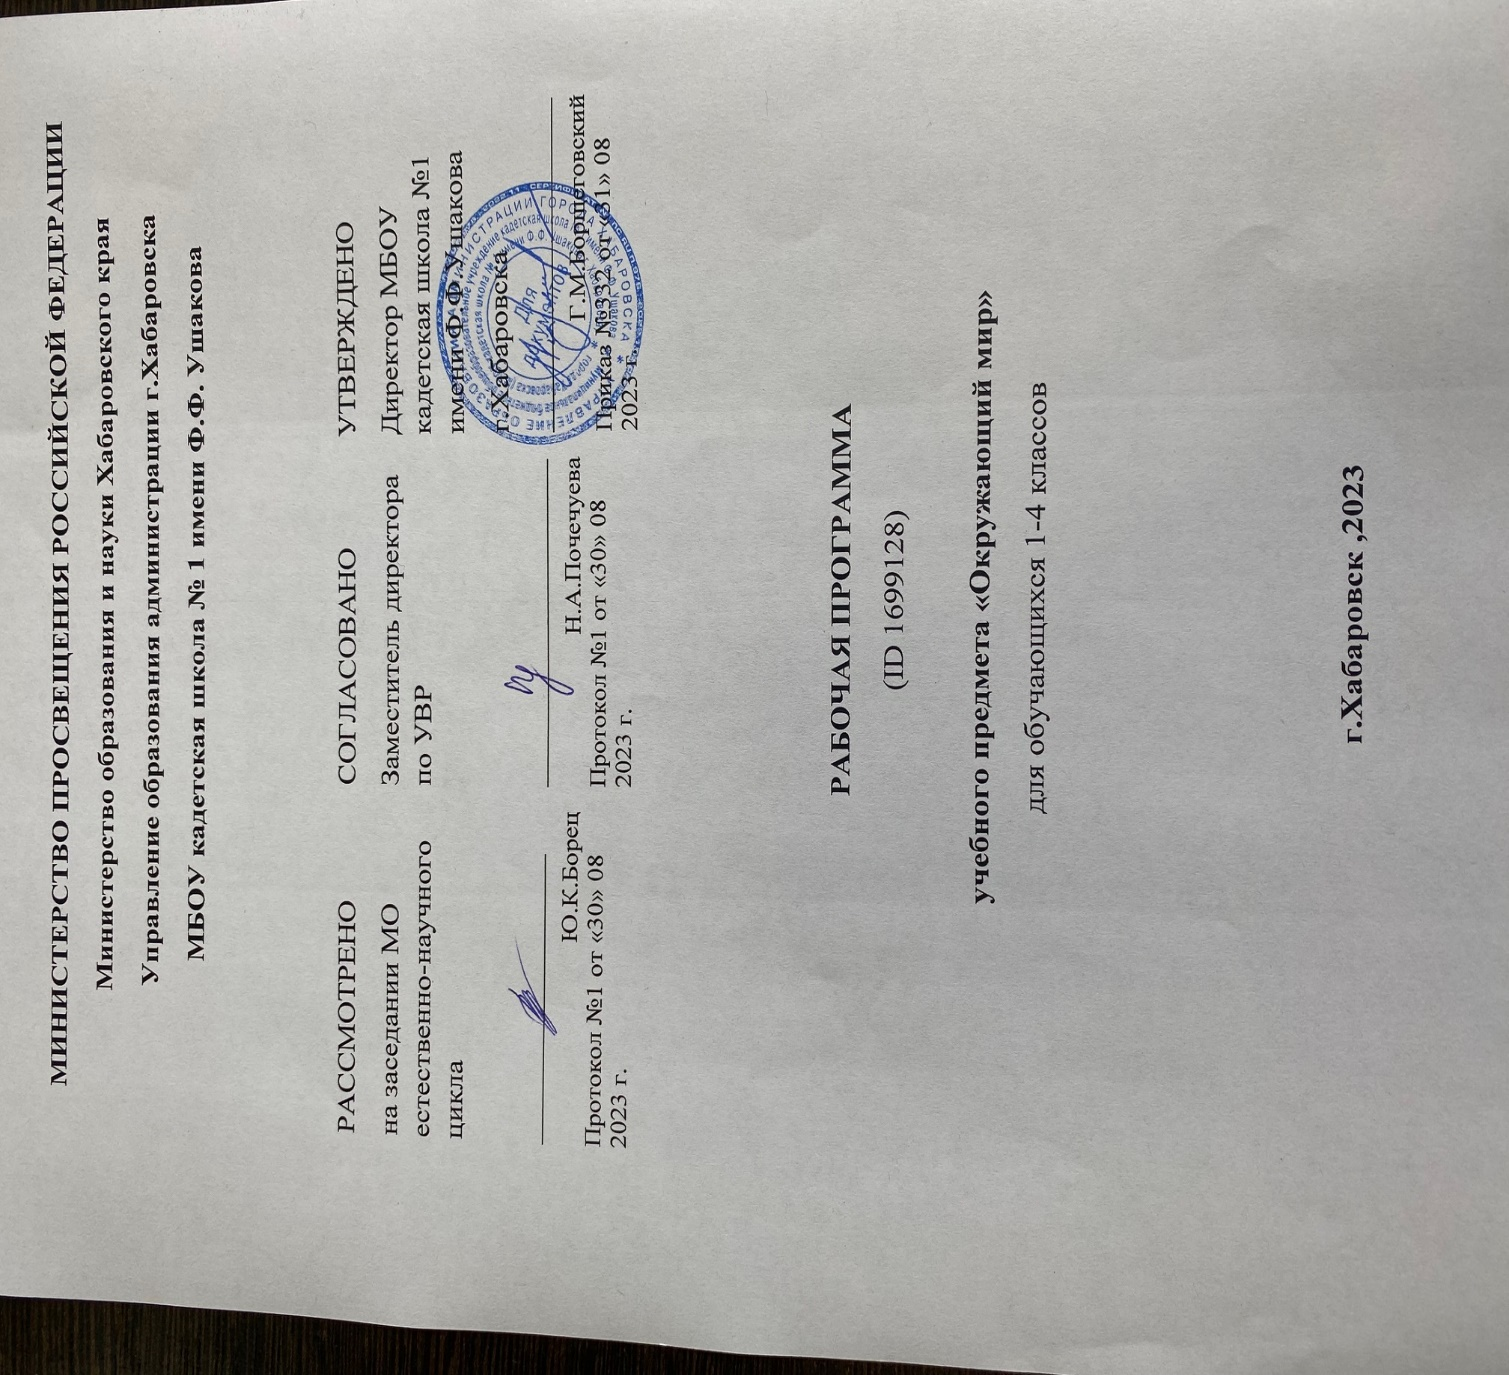 МИНИСТЕРСТВО ПРОСВЕЩЕНИЯ РОССИЙСКОЙ ФЕДЕРАЦИИ
Министерство образования и науки Хабаровского края
Управление образования администрации г.Хабаровска
МБОУ кадетская школа № 1 имени Ф.Ф. Ушакова
РАССМОТРЕНО
на заседании МО
естественно-научного
цикла
Ю.К.Борец
Протокол №1 от «30» 08
2023 г.
СОГЛАСОВАНО
Заместитель директора
по УВР
Н.А.Почечуева
Протокол №1 от «30» 08
2023 г.
УТВЕРЖДЕНО
Директор МБОУ
кадетская школа №1
имени Ф.Ф.Ушакова
г.Хабаровска
Г.М.Борщеговский
Приказ №332 от «31» 08
2023 г.
Для
документов
РАБОЧАЯ ПРОГРАММА
(ID 1699128)
учебного предмета «Окружающий мир»
для обучающихся 1-4 классов
г.Хабаровск ,2023